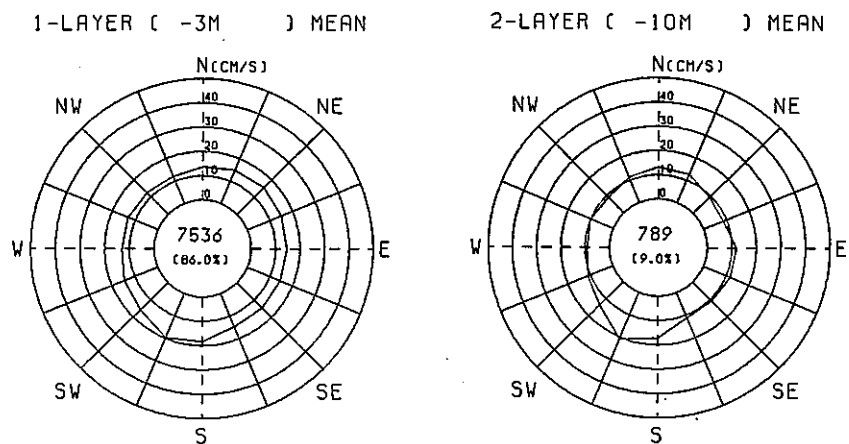 1-LAYER ( -3M ) MEAN
N(CM/S)
NW
NE
40
30
20
10
0
W
7536
(86.0%)
E
SW
SE
S
2-LAYER ( -10M ) MEAN
N(CM/S)
NW
NE
40
30
20
10
0
W
789
(9.0%)
E
SW
SE
S